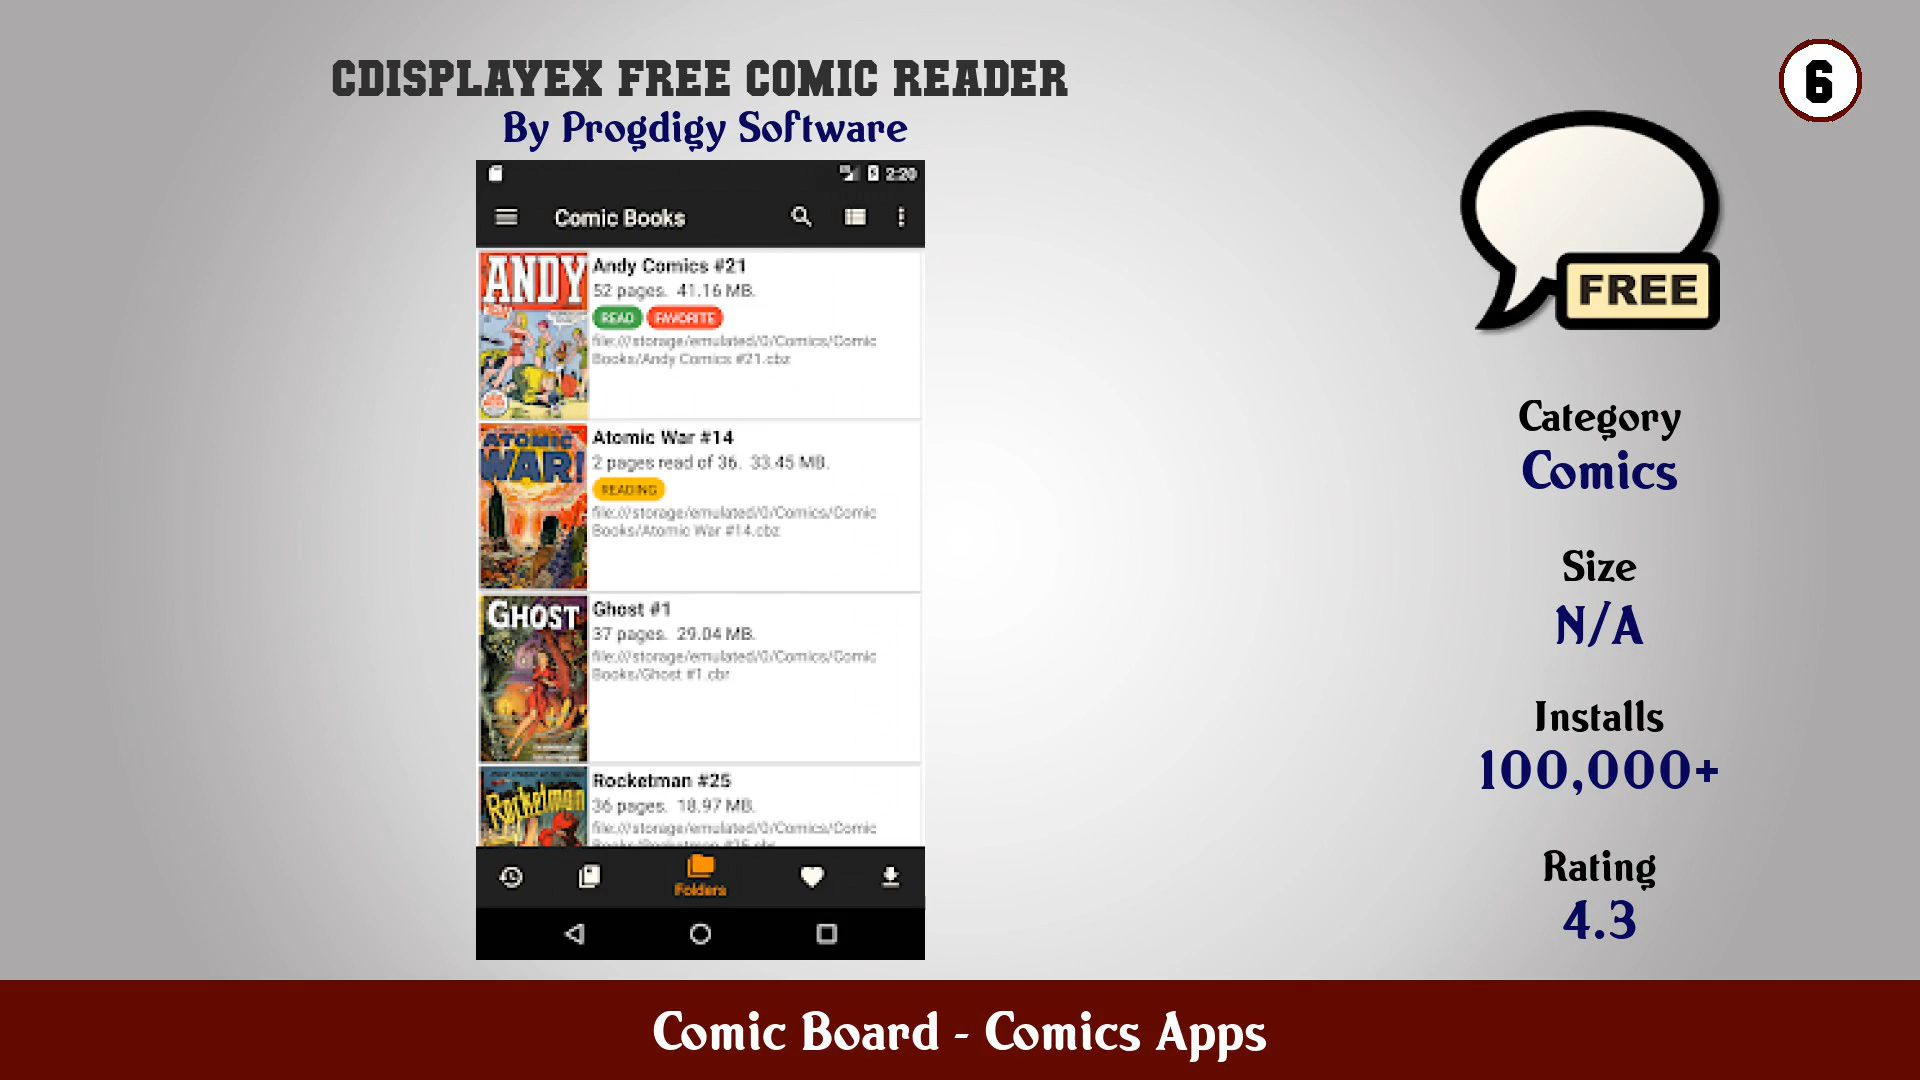 CDISPLAYEX FREE COMIC READER
By Progdigy Software
6
2:20
Comic Books
ANDY
Andy Comics #21
52 pages. 41.16 MB.
READ FAVORITE
file:///storage/emulated/0/Comics/Comic
Books/Andy Comics #21.cbz
ATOMIC
WAR!
Atomic War #14
2 pages read of 36. 33.45 MB.
READING
file:///storage/emulated/0/Comics/Comic
Books/Atomic War #14.cbz
GHOST
Ghost #1
37 pages. 29.04 MB.
file:///storage/emulated/0/Comics/Comic
Books/Ghost #1.cbr
Rocketman
Rocketman #25
36 pages. 18.97 MB.
file:///storage/emulated/0/Comics/Comic
Folders
FREE
Category
Comics
Size
N/A
Installs
100,000+
Rating
4.3
Comic Board - Comics Apps